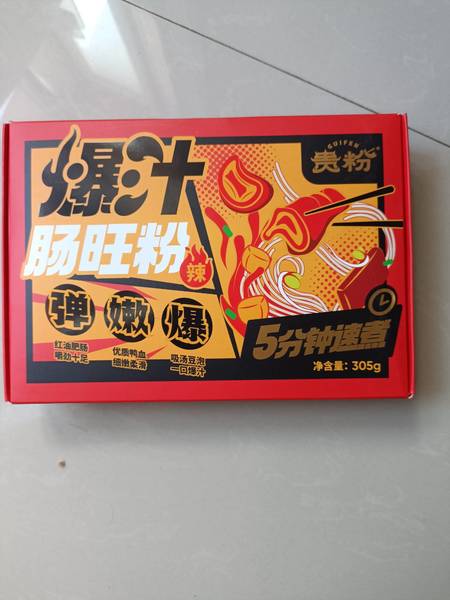 爆汁
GUIFEN
贵粉
肠旺粉
辣
弹
嫩
爆
红油肥肠
嚼劲十足
优质鸭血
细嫩柔滑
吸汤豆泡
一口爆汁
5分钟速煮
净含量：305g